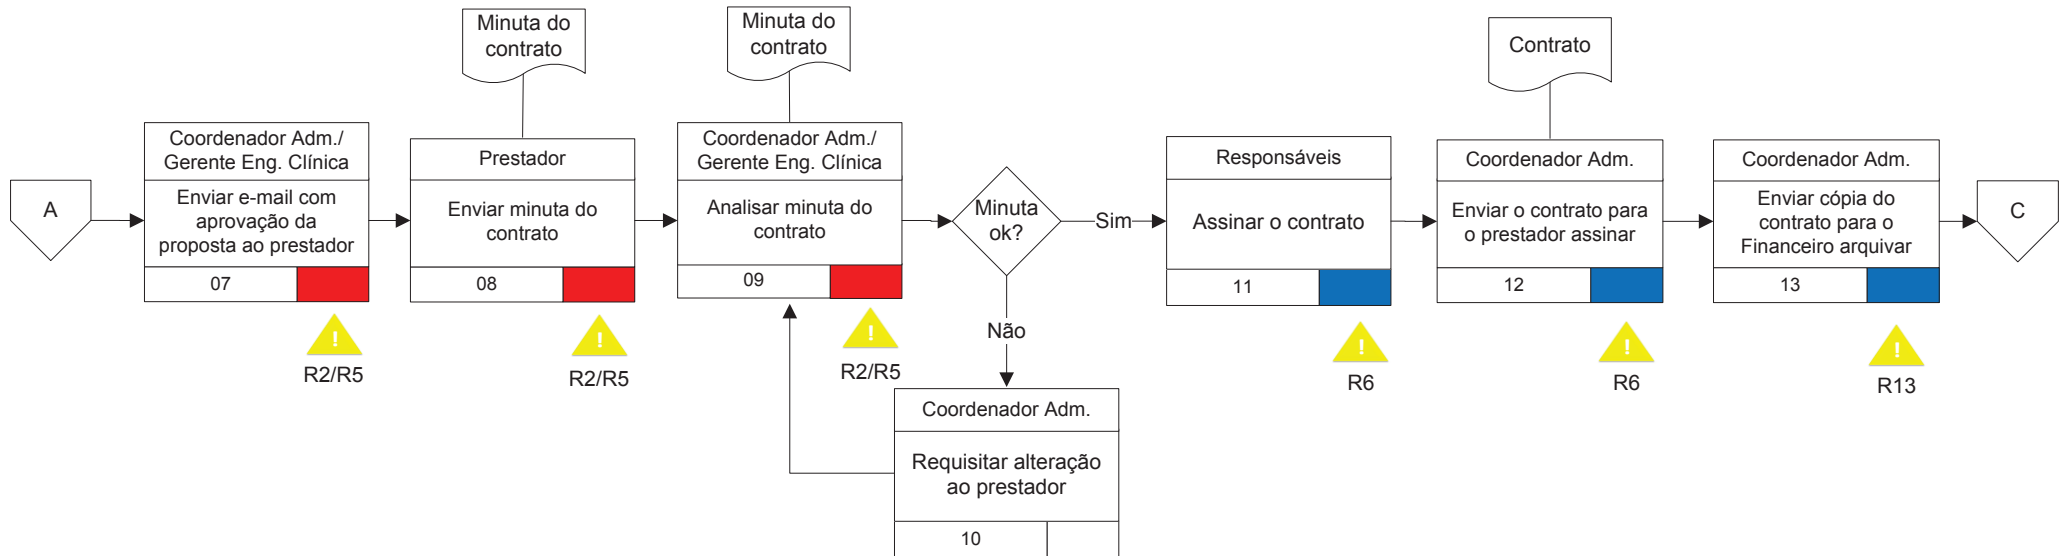 Minuta do
contrato
Minuta do
contrato
Contrato
A
Coordenador Adm./
Gerente Eng. Clínica
Enviar e-mail com
aprovação da
proposta ao prestador
07
!
R2/R5
Prestador
Enviar minuta do
contrato
08
!
R2/R5
Coordenador Adm./
Gerente Eng. Clínica
Analisar minuta do
contrato
09
!
R2/R5
Minuta
ok?
Sim
Não
Coordenador Adm.
Requisitar alteração
ao prestador
10
Responsáveis
Assinar o contrato
11
!
R6
Coordenador Adm.
Enviar o contrato para
o prestador assinar
12
!
R6
Coordenador Adm.
Enviar cópia do
contrato para o
Financeiro arquivar
13
!
R13
C